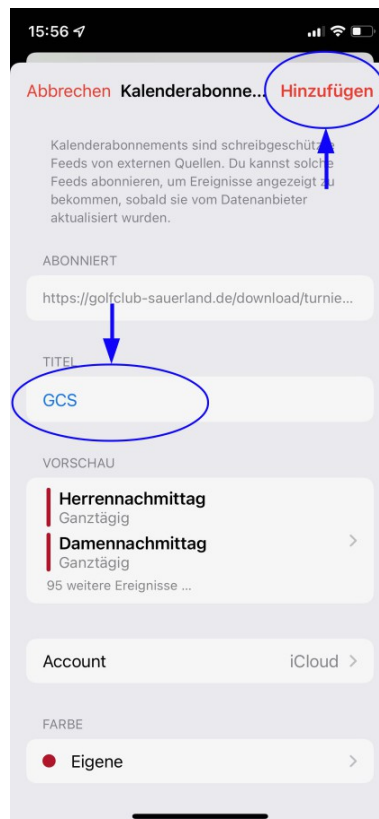 15:56
Abbrechen Kalenderabonne... Hinzufügen
Kalenderabonnements sind schreibgeschützte
Feeds von externen Quellen. Du kannst solche
Feeds abonnieren, um Ereignisse angezeigt zu
bekommen, sobald sie vom Datenanbieter
aktualisiert wurden.
ABONNIERT
https://golfclub-sauerland.de/download/turnie...
TITEL
GCS
VORSCHAU
Herrennachmittag
Ganztägig
Damennachmittag
Ganztägig
95 weitere Ereignisse ...
Account iCloud
FARBE
Eigene